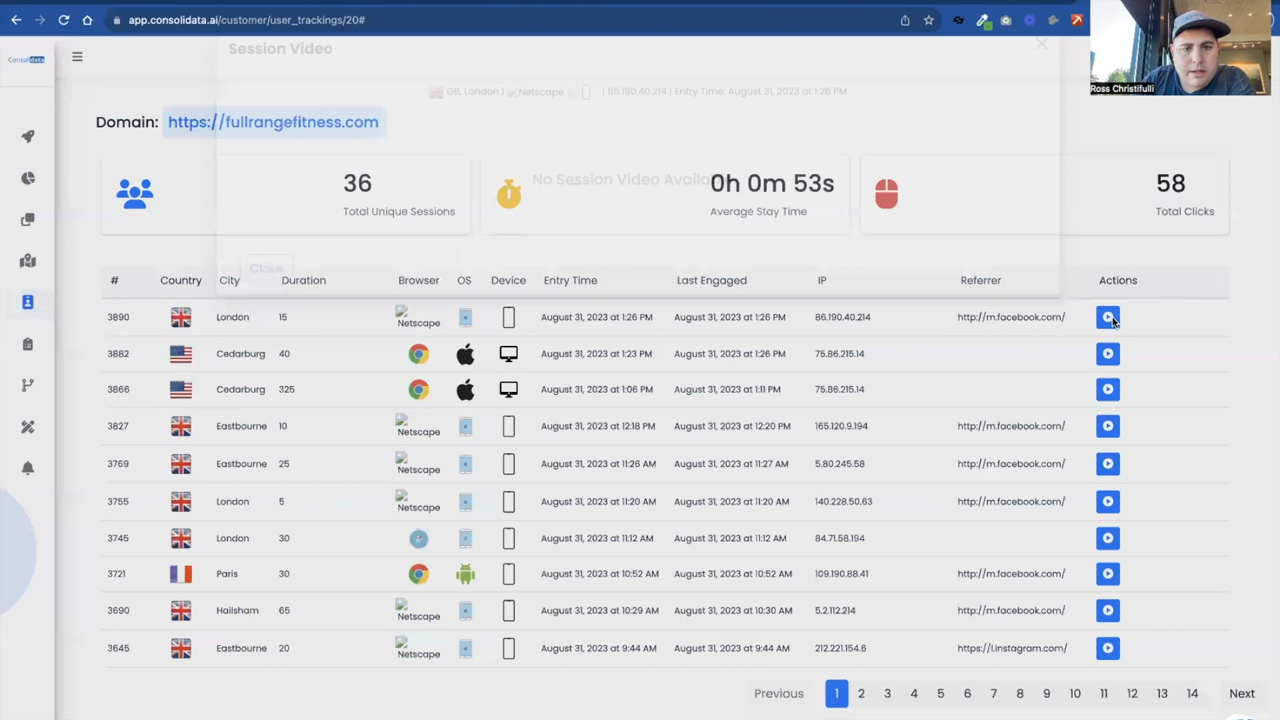 app.consolidata.ai/customer/user_trackings/20#
Consolidata
Session Video
GB, London | Netscape | 86.190.40.214 | Entry Time: August 31, 2023 at 1:26 PM
Ross Christifulli
Domain: https://fullrangefitness.com
36
Total Unique Sessions
No Session Video Availa
0h 0m 53s
Average Stay Time
58
Total Clicks
Close
# Country City Duration Browser OS Device Entry Time Last Engaged IP Referrer Actions
3890 London 15 Netscape August 31, 2023 at 1:26 PM August 31, 2023 at 1:26 PM 86.190.40.214 http://m.facebook.com/
3882 Cedarburg 40 August 31, 2023 at 1:23 PM August 31, 2023 at 1:26 PM 75.86.215.14
3866 Cedarburg 325 August 31, 2023 at 1:06 PM August 31, 2023 at 1:11 PM 75.86.215.14
3827 Eastbourne 10 Netscape August 31, 2023 at 12:18 PM August 31, 2023 at 12:20 PM 165.120.9.194 http://m.facebook.com/
3769 Eastbourne 25 Netscape August 31, 2023 at 11:26 AM August 31, 2023 at 11:27 AM 5.80.245.58 http://m.facebook.com/
3755 London 5 Netscape August 31, 2023 at 11:20 AM August 31, 2023 at 11:20 AM 140.228.50.63 http://m.facebook.com/
3745 London 30 August 31, 2023 at 11:12 AM August 31, 2023 at 11:12 AM 84.71.58.194 http://m.facebook.com/
3721 Paris 30 August 31, 2023 at 10:52 AM August 31, 2023 at 10:52 AM 109.190.88.41 http://m.facebook.com/
3690 Hailsham 65 Netscape August 31, 2023 at 10:29 AM August 31, 2023 at 10:30 AM 5.2.112.214 http://m.facebook.com/
3645 Eastbourne 20 Netscape August 31, 2023 at 9:44 AM August 31, 2023 at 9:44 AM 212.221.154.6 https://l.instagram.com/
Previous 1 2 3 4 5 6 7 8 9 10 11 12 13 14 Next